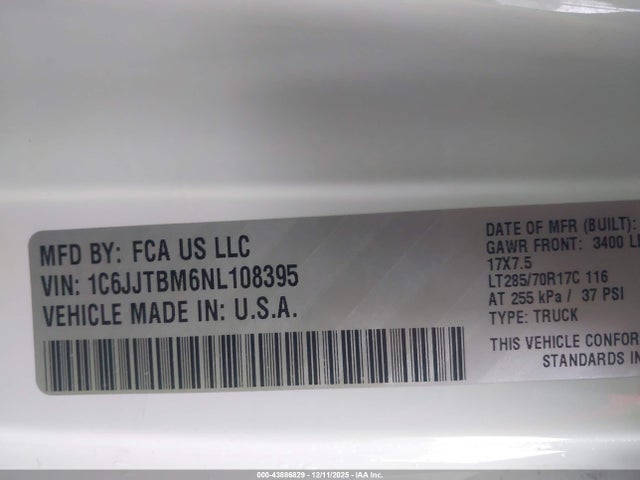 MFD BY: FCA US LLC
VIN: 1C6JJTBM6NL108395
VEHICLE MADE IN: U.S.A.
DATE OF MFR (BUILT):
GAWR FRONT: 3400
17X7.5
LT285/70R17C 116
AT 255 kPa / 37 PSI
TYPE: TRUCK
THIS VEHICLE
STANDARDS IN
000-43886829 - 12/11/2025 - IAA Inc.